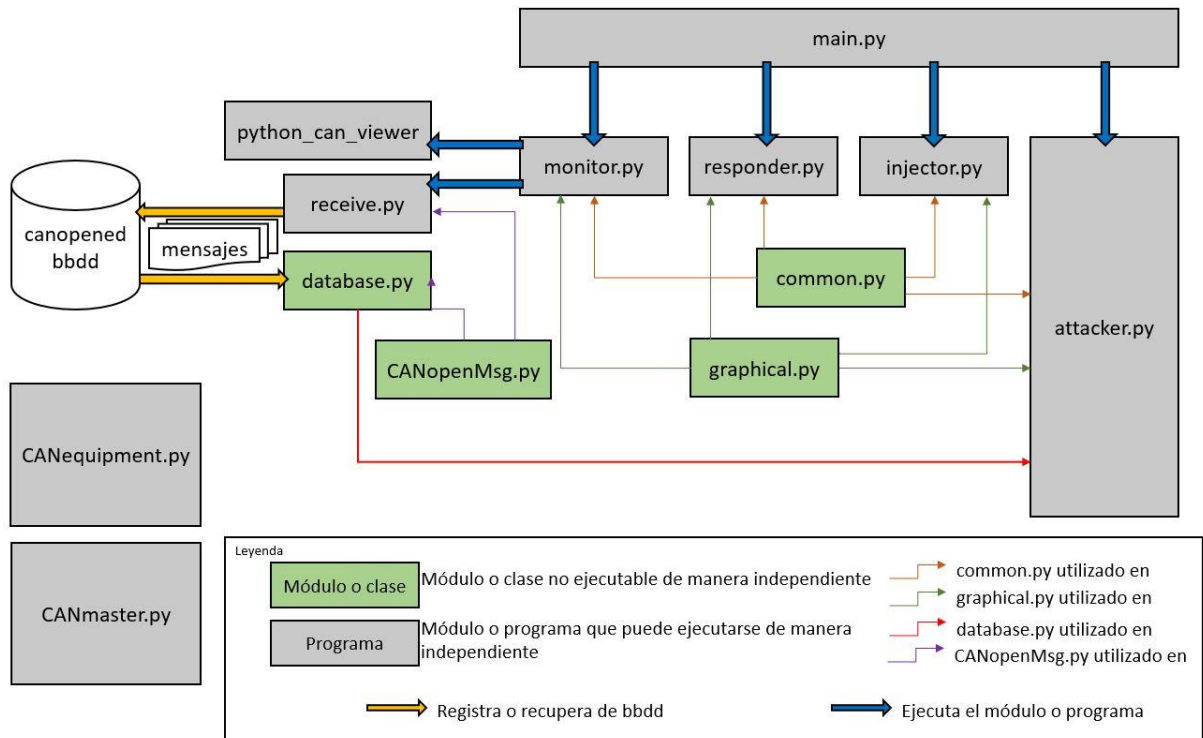 main.py
python_can_viewer
monitor.py
responder.py
injector.py
attacker.py
canopened
bbdd
mensajes
receive.py
database.py
common.py
CANopenMsg.py
graphical.py
CANequipment.py
CANmaster.py
Leyenda
Módulo o clase
Módulo o clase no ejecutable de manera independiente
Programa
Módulo o programa que puede ejecutarse de manera
independiente
common.py utilizado en
graphical.py utilizado en
database.py utilizado en
CANopenMsg.py utilizado en
Registra o recupera de bbdd
Ejecuta el módulo o programa